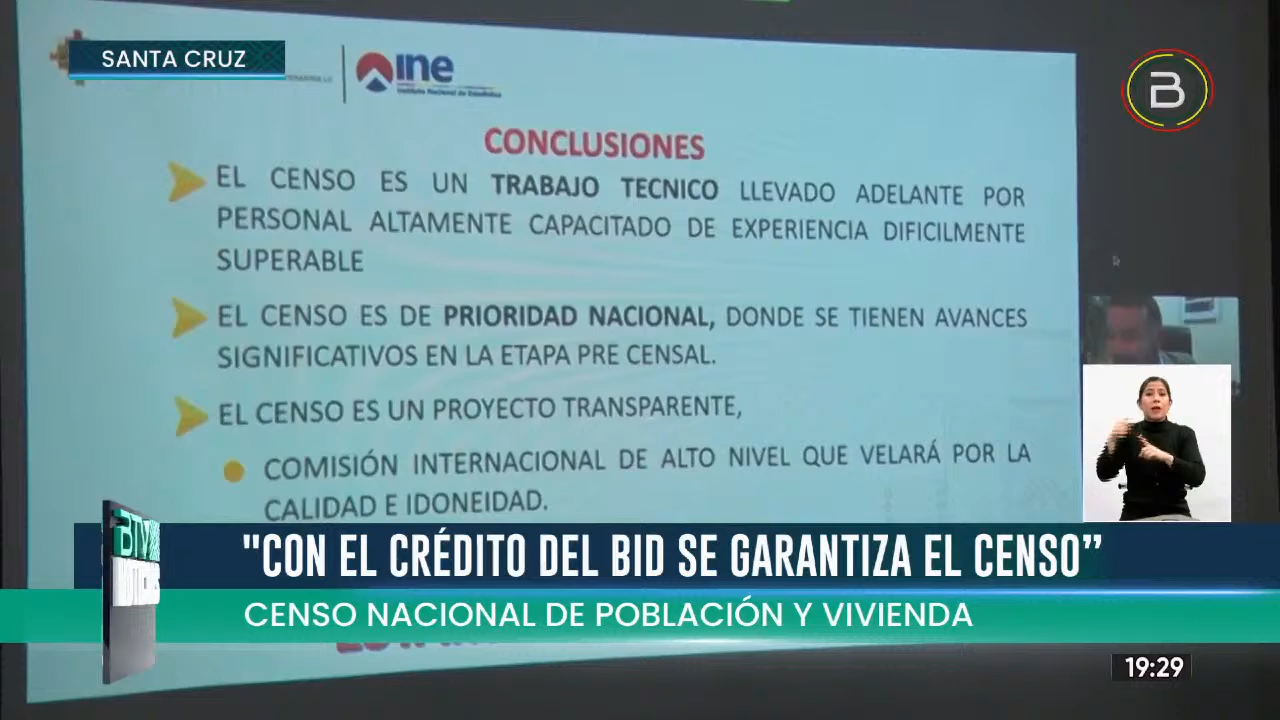 SANTA CRUZ
ine
Instituto Nacional de Estadística
B
CONCLUSIONES
EL CENSO ES UN TRABAJO TECNICO LLEVADO ADELANTE POR
PERSONAL ALTAMENTE CAPACITADO DE EXPERIENCIA DIFICILMENTE
SUPERABLE
EL CENSO ES DE PRIORIDAD NACIONAL, DONDE SE TIENEN AVANCES
SIGNIFICATIVOS EN LA ETAPA PRE CENSAL.
EL CENSO ES UN PROYECTO TRANSPARENTE,
COMISIÓN INTERNACIONAL DE ALTO NIVEL QUE VELARÁ POR LA
CALIDAD E IDONEIDAD.
BTV
"CON EL CRÉDITO DEL BID SE GARANTIZA EL CENSO”
CENSO NACIONAL DE POBLACIÓN Y VIVIENDA
19:29